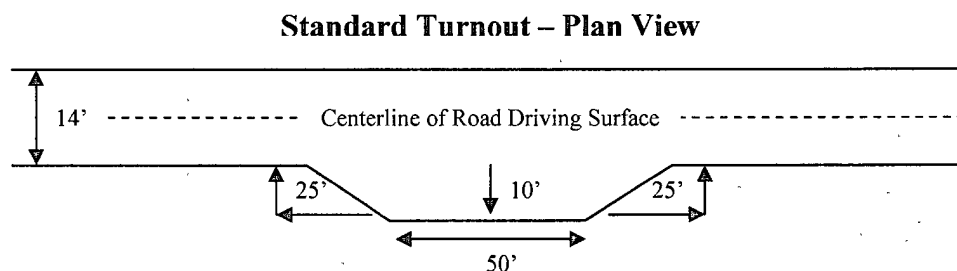 Standard Turnout – Plan View
14’
Centerline of Road Driving Surface
25’
10’
25’
50’